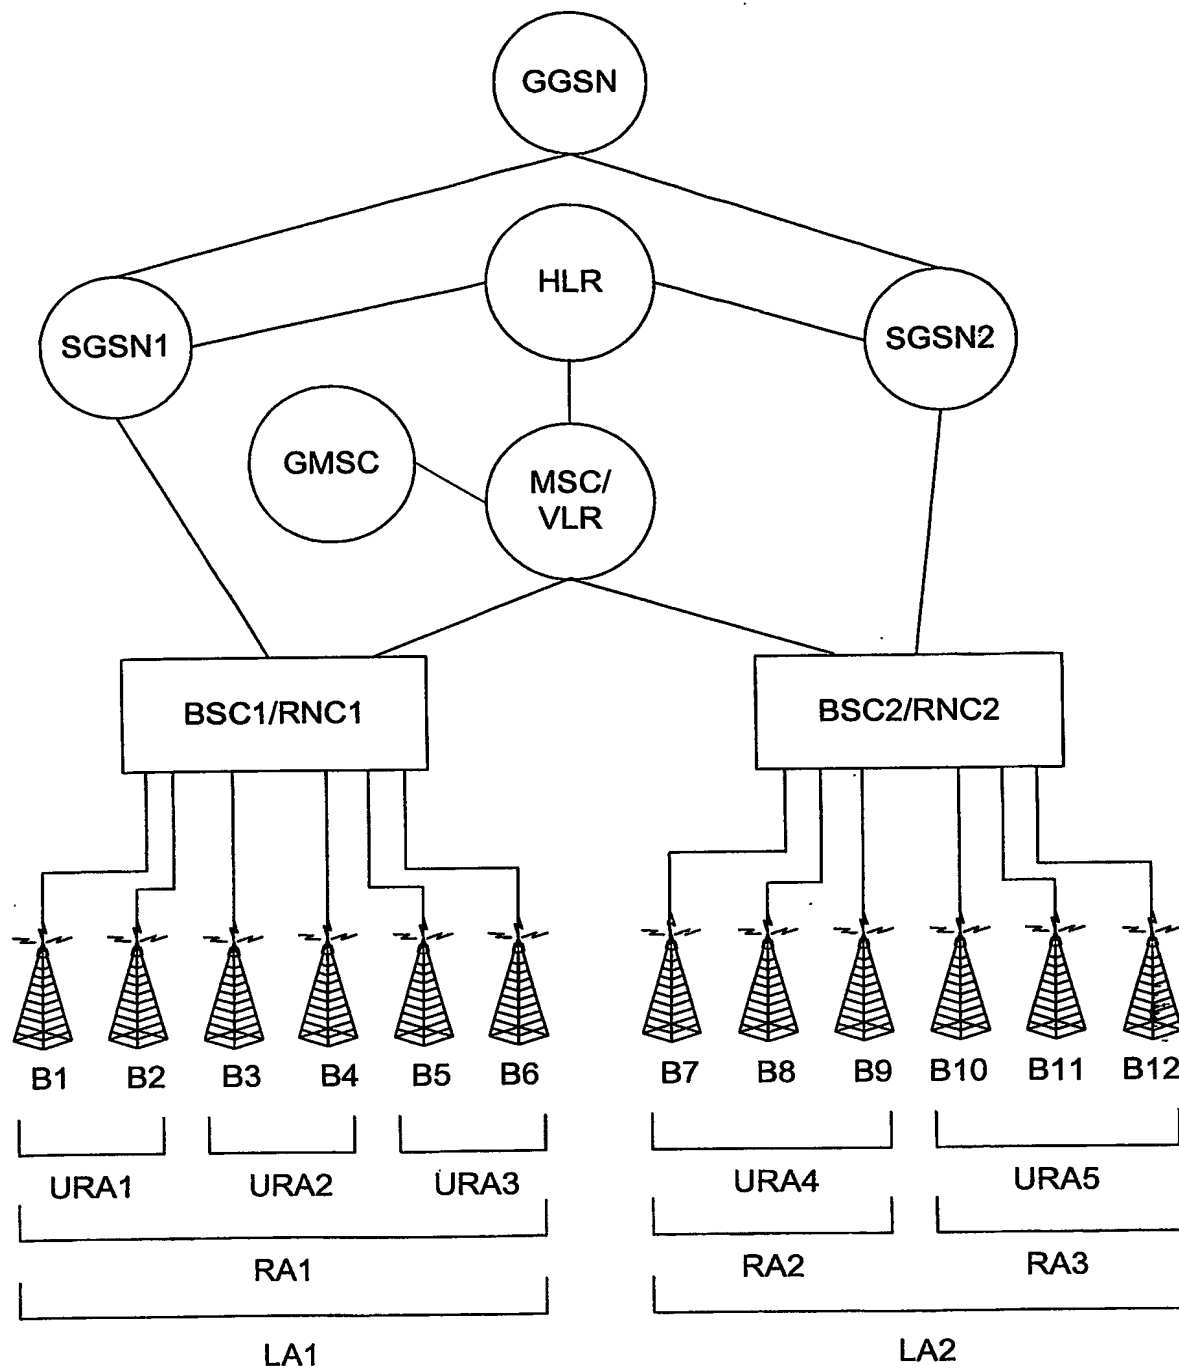 GGSN
HLR
SGSN1
SGSN2
GMSC
MSC/
VLR
BSC1/RNC1
BSC2/RNC2
B1 B2 B3 B4 B5 B6 B7 B8 B9 B10 B11 B12
URA1 URA2 URA3 URA4 URA5
RA1 RA2 RA3
LA1 LA2